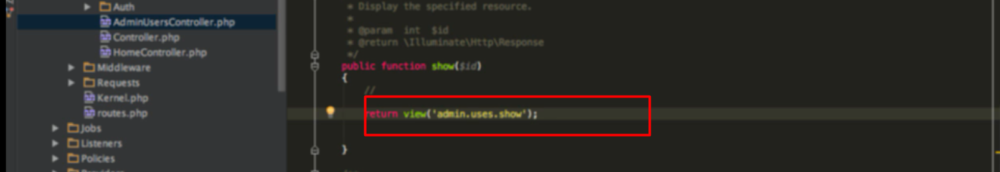 Auth
AdminUsersController.php
Controller.php
HomeController.php
Middleware
Requests
Kernel.php
routes.php
Jobs
Listeners
Policies
Providers
* Display the specified resource.
*
* @param  int  $id
* @return \Illuminate\Http\Response
*/
public function show($id)
{
//
return view('admin.uses.show');
}